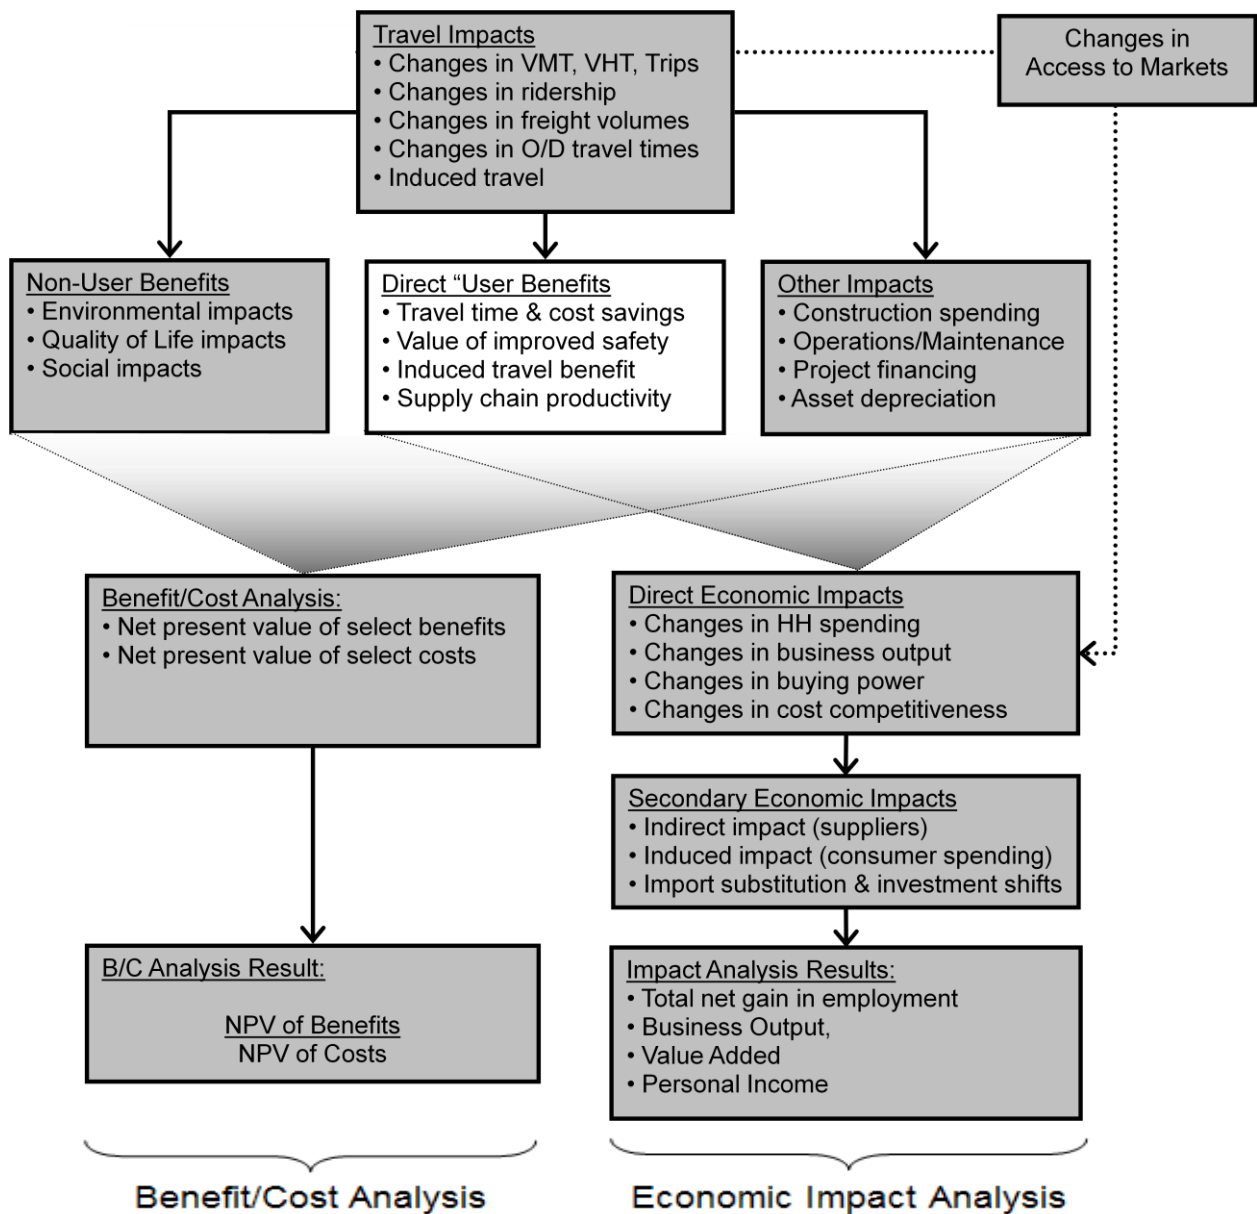 Travel Impacts
• Changes in VMT, VHT, Trips
• Changes in ridership
• Changes in freight volumes
• Changes in O/D travel times
• Induced travel
Changes in
Access to Markets
Non-User Benefits
• Environmental impacts
• Quality of Life impacts
• Social impacts
Direct “User Benefits
• Travel time & cost savings
• Value of improved safety
• Induced travel benefit
• Supply chain productivity
Other Impacts
• Construction spending
• Operations/Maintenance
• Project financing
• Asset depreciation
Benefit/Cost Analysis:
• Net present value of select benefits
• Net present value of select costs
Direct Economic Impacts
• Changes in HH spending
• Changes in business output
• Changes in buying power
• Changes in cost competitiveness
Secondary Economic Impacts
• Indirect impact (suppliers)
• Induced impact (consumer spending)
• Import substitution & investment shifts
B/C Analysis Result:
NPV of Benefits
NPV of Costs
Impact Analysis Results:
• Total net gain in employment
• Business Output,
• Value Added
• Personal Income
Benefit/Cost Analysis
Economic Impact Analysis